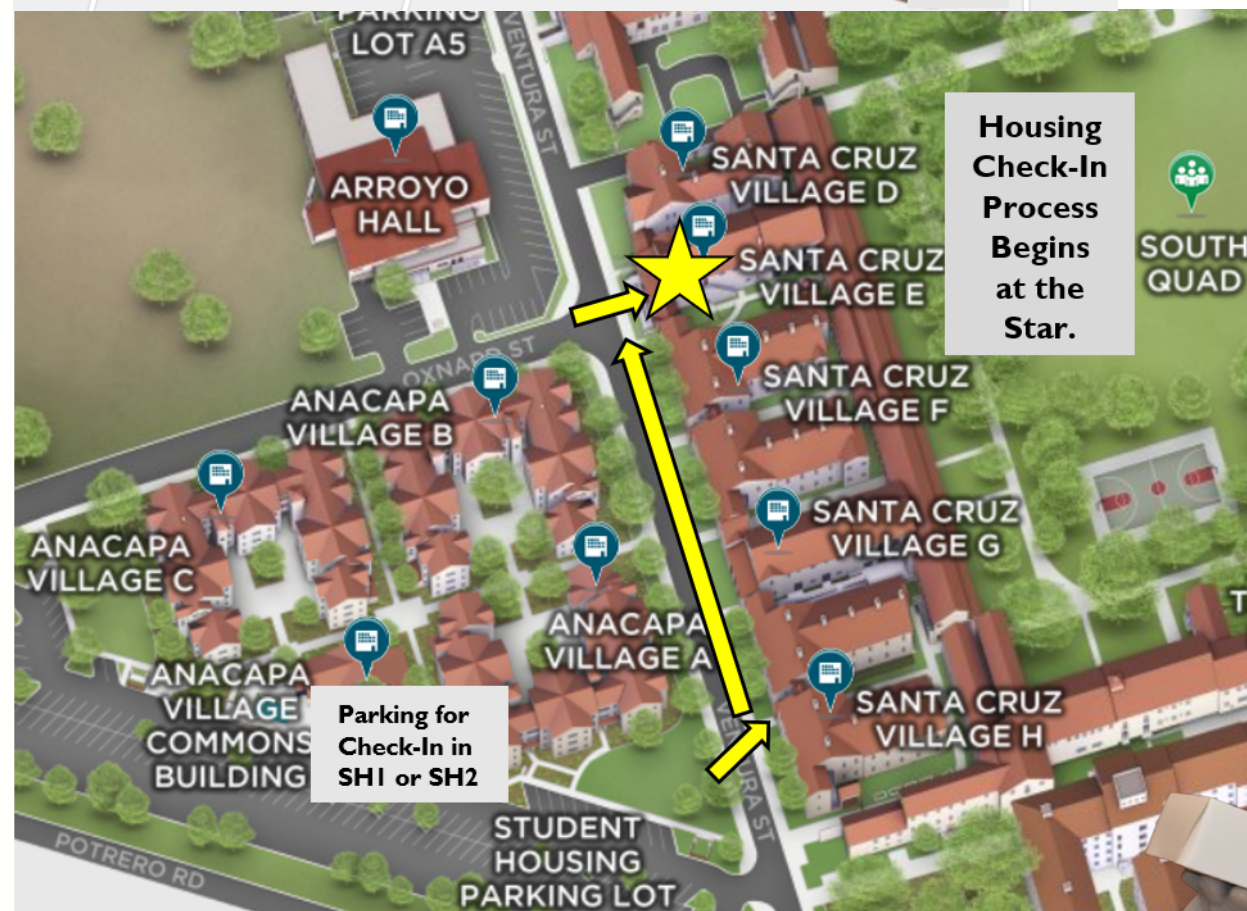 PARKING
LOT A5
VENTURA ST
ARROYO
HALL
SANTA CRUZ
VILLAGE D
SANTA CRUZ
VILLAGE E
Housing
Check-In
Process
Begins
at the
Star.
SOUTH
QUAD
OXNARD ST
SANTA CRUZ
VILLAGE F
ANACAPA
VILLAGE B
SANTA CRUZ
VILLAGE G
ANACAPA
VILLAGE C
ANACAPA
VILLAGE A
T
ANACAPA
VILLAGE
COMMONS
BUILDING
Parking for
Check-In in
SH1 or SH2
SANTA CRUZ
VILLAGE H
VENTURA ST
STUDENT
HOUSING
PARKING LOT
POTRERO RD